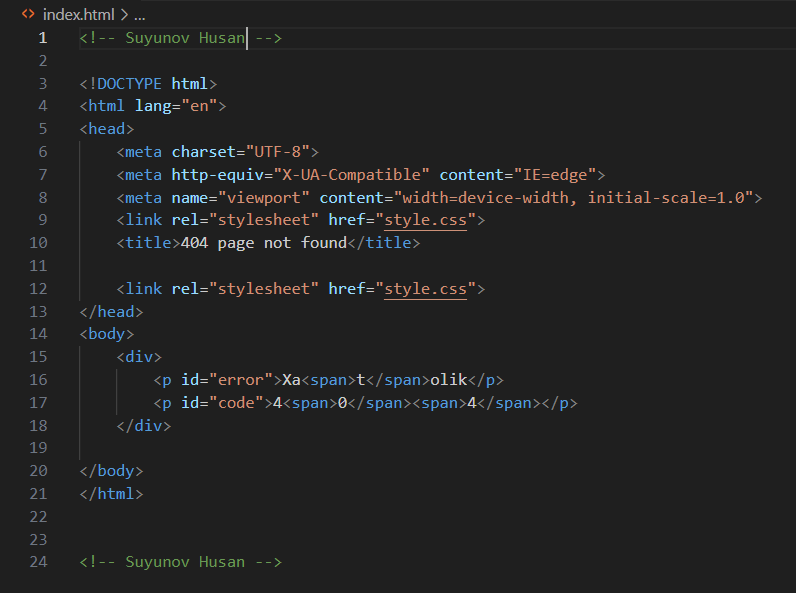 index.html > ...
1 <!-- Suyunov Husan -->
2
3 <!DOCTYPE html>
4 <html lang="en">
5 <head>
6     <meta charset="UTF-8">
7     <meta http-equiv="X-UA-Compatible" content="IE=edge">
8     <meta name="viewport" content="width=device-width, initial-scale=1.0">
9     <link rel="stylesheet" href="style.css">
10     <title>404 page not found</title>
11
12     <link rel="stylesheet" href="style.css">
13 </head>
14 <body>
15     <div>
16         <p id="error">Xa<span>t</span>olik</p>
17         <p id="code">4<span>0</span><span>4</span></p>
18     </div>
19
20 </body>
21 </html>
22
23
24 <!-- Suyunov Husan -->